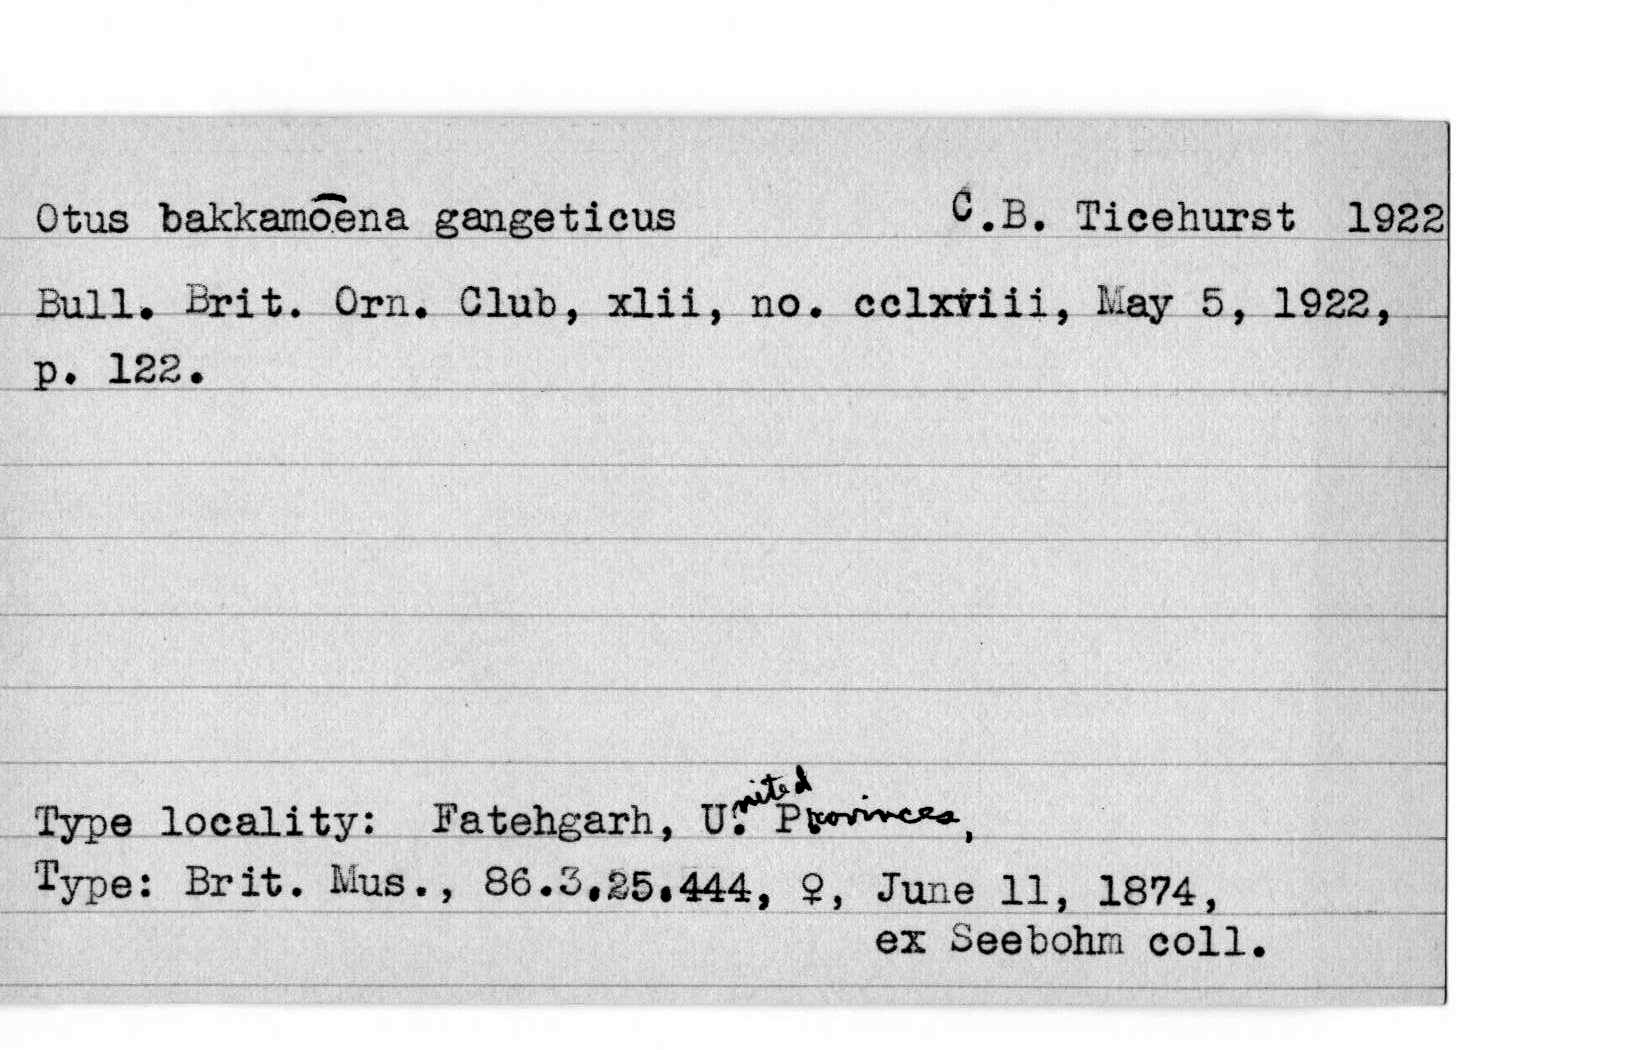 Otus bakkamoena gangeticus C.B. Ticehurst 1922
Bull. Brit. Orn. Club, xlii, no. cclxviii, May 5, 1922,
p. 122.
Type locality: Fatehgarh, United Provinces,
Type: Brit. Mus., 86.3.25.444, ♀, June 11, 1874,
ex Seebohm coll.